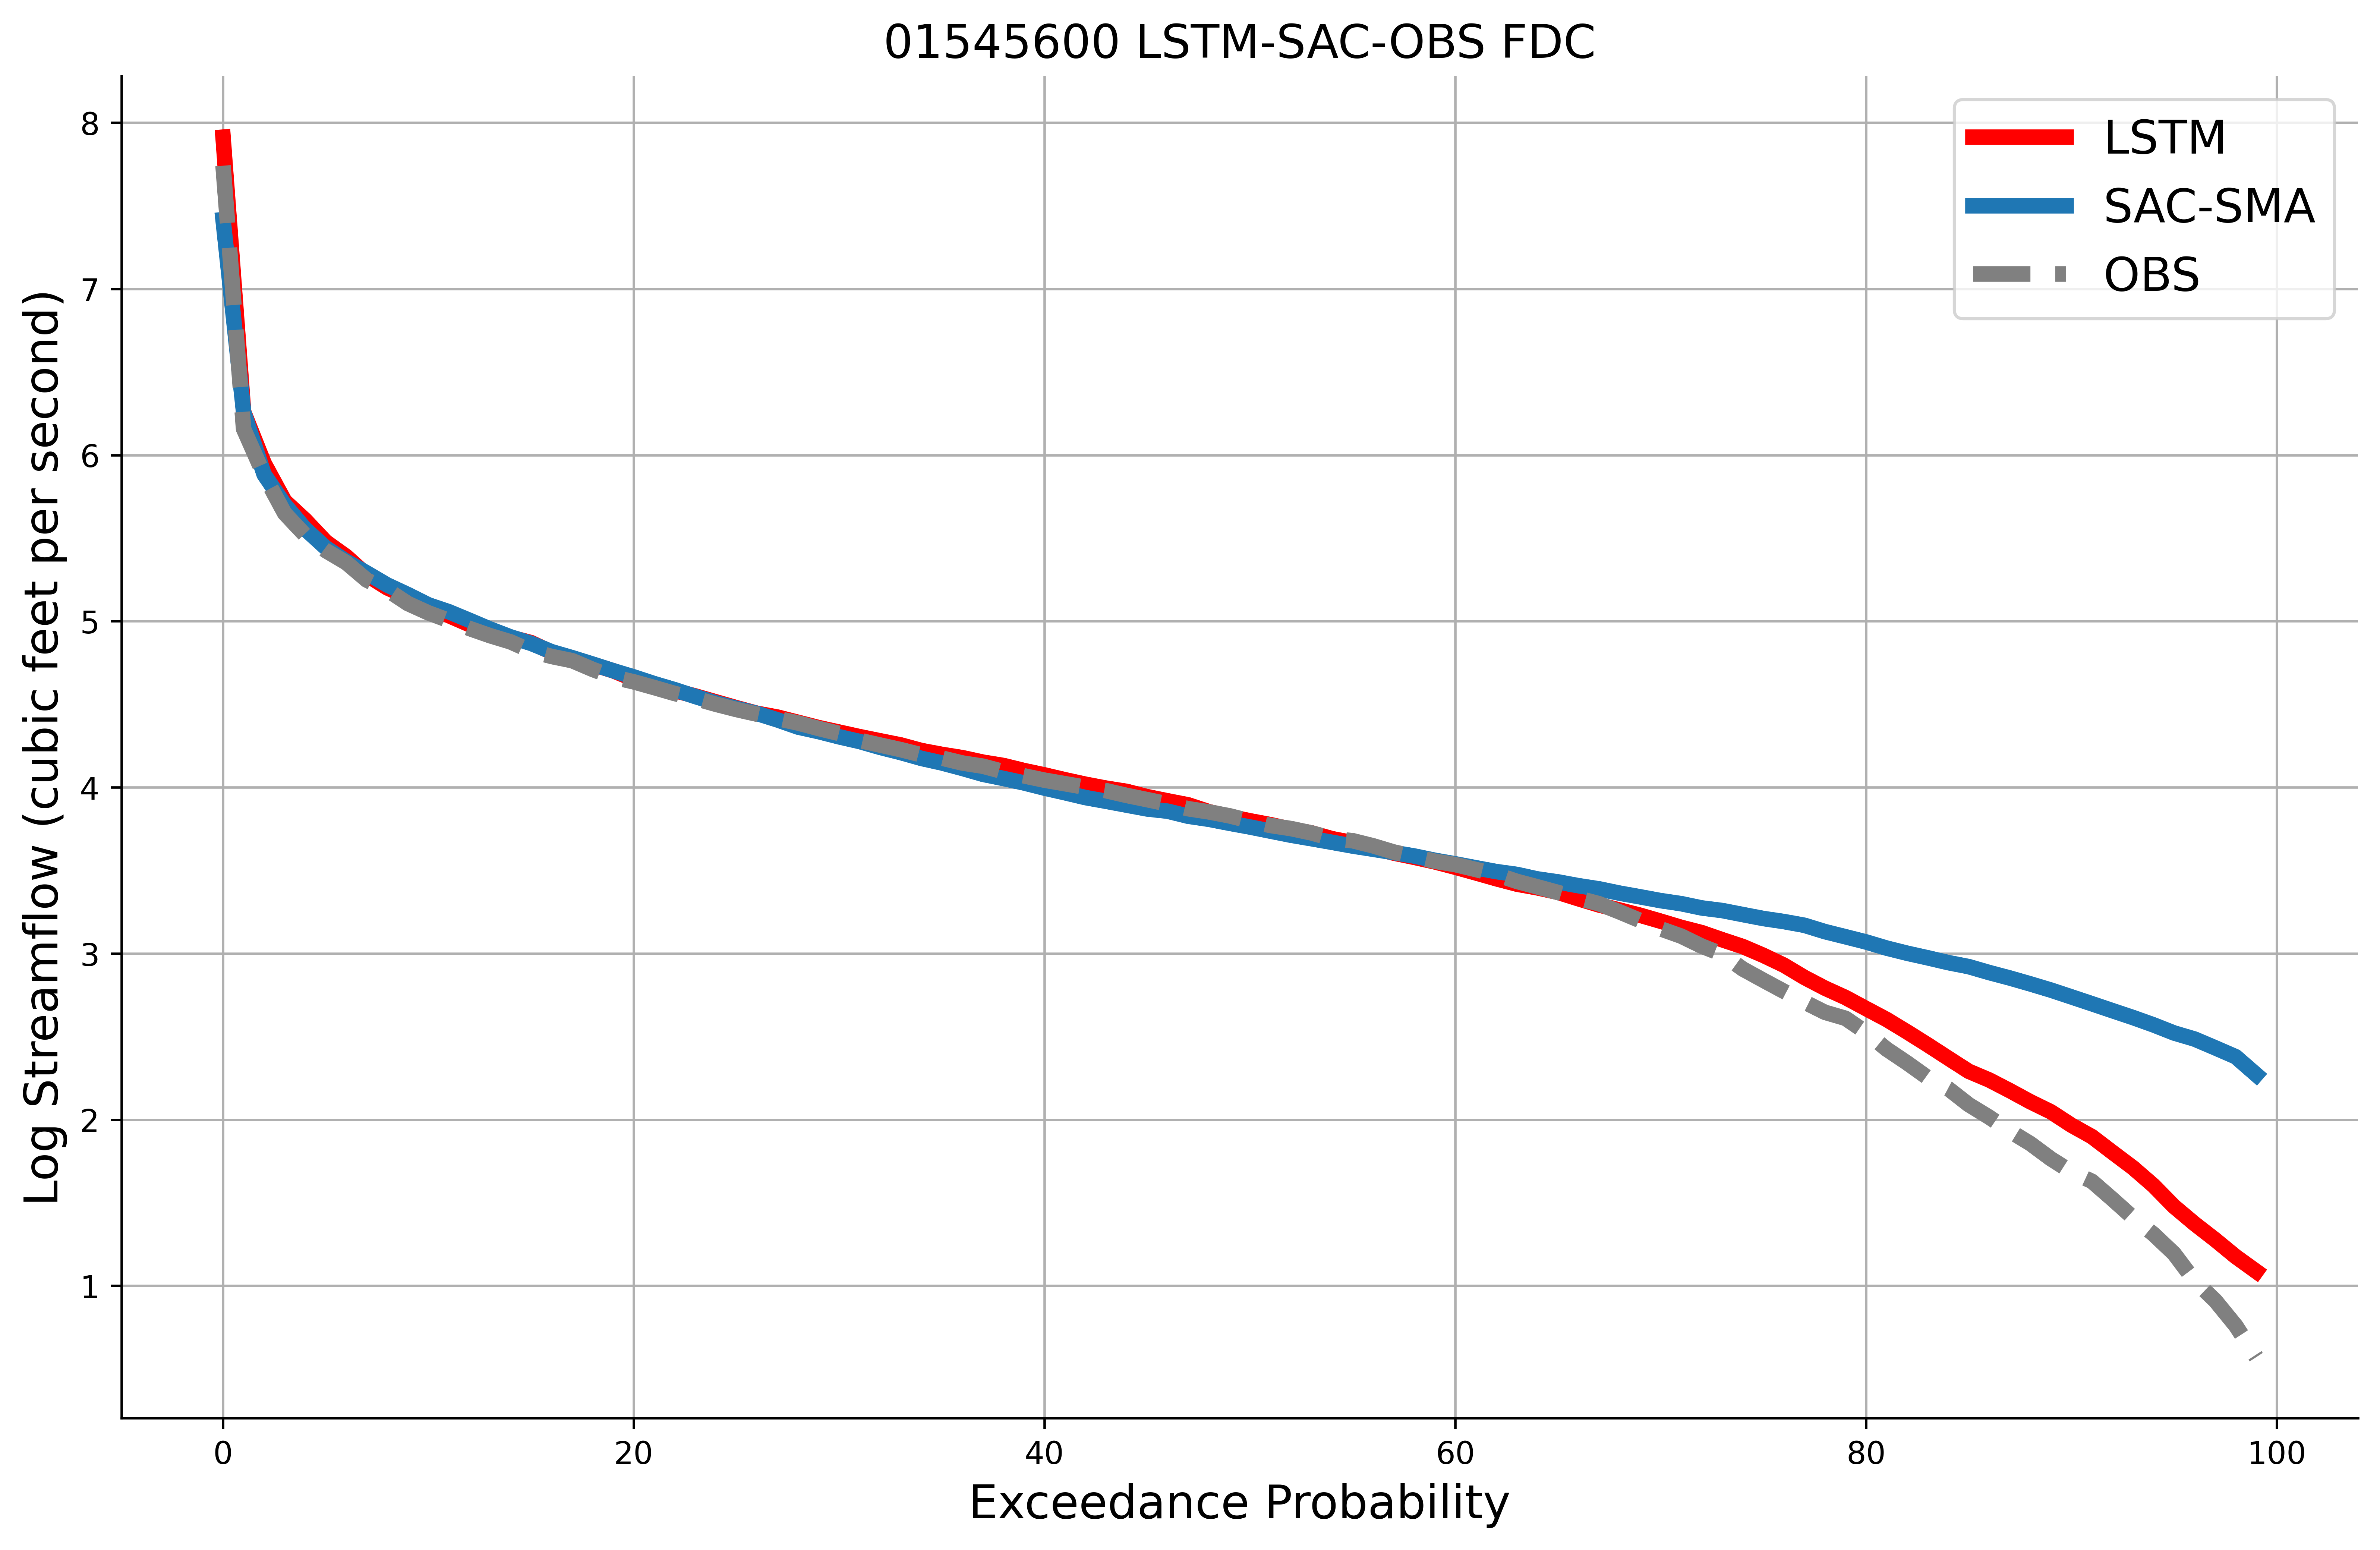 01545600 LSTM-SAC-OBS FDC
LSTM
SAC-SMA
OBS
Log Streamflow (cubic feet per second)
8
7
6
5
4
3
2
1
0 20 40 60 80 100
Exceedance Probability